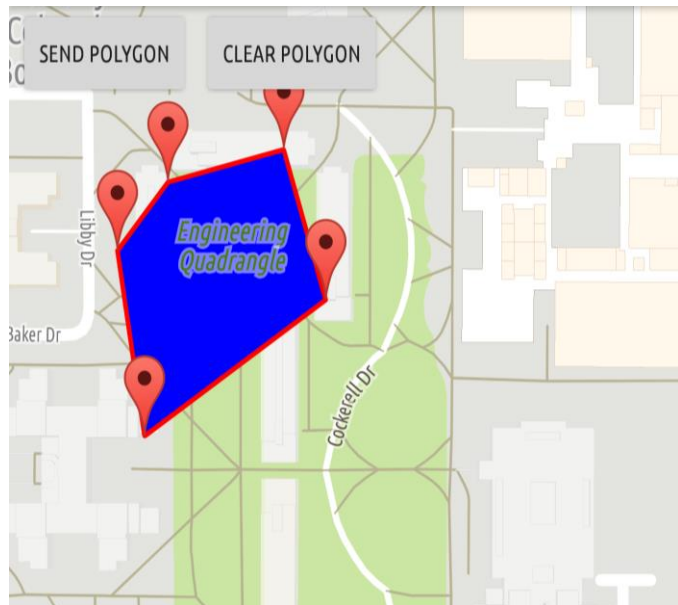 SEND POLYGON
CLEAR POLYGON
Engineering
Quadrangle
Libby Dr
Baker Dr
Cockerell Dr